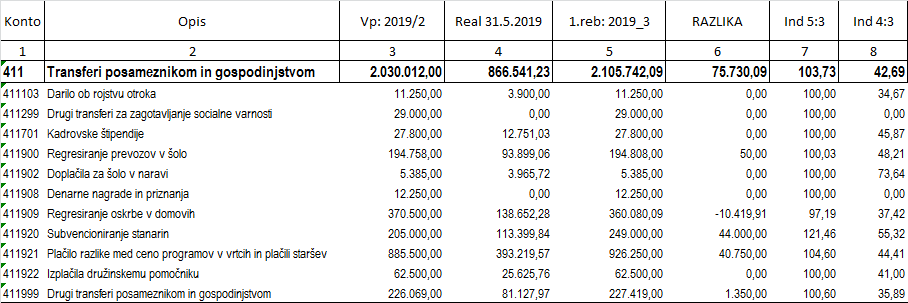 Konto Opis Vp: 2019/2 Real 31.5.2019 1.reb: 2019_3 RAZLIKA Ind 5:3 Ind 4:3
1 2 3 4 5 6 7 8
411 Transferi posameznikom in gospodinjstvom 2.030.012,00 866.541,23 2.105.742,09 75.730,09 103,73 42,69
411103 Darilo ob rojstvu otroka 11.250,00 3.900,00 11.250,00 0,00 100,00 34,67
411299 Drugi transferi za zagotavljanje socialne varnosti 29.000,00 0,00 29.000,00 0,00 100,00 0,00
411701 Kadrovske štipendije 27.800,00 12.751,03 27.800,00 0,00 100,00 45,87
411900 Regresiranje prevozov v šolo 194.758,00 93.899,06 194.808,00 50,00 100,03 48,21
411902 Doplačila za šolo v naravi 5.385,00 3.965,72 5.385,00 0,00 100,00 73,64
411908 Denarne nagrade in priznanja 12.250,00 0,00 12.250,00 0,00 100,00 0,00
411909 Regresiranje oskrbe v domovih 370.500,00 138.652,28 360.080,09 -10.419,91 97,19 37,42
411920 Subvencioniranje stanarin 205.000,00 113.399,84 249.000,00 44.000,00 121,46 55,32
411921 Plačilo razlike med ceno programov v vrtcih in plačili staršev 885.500,00 393.219,57 926.250,00 40.750,00 104,60 44,41
411922 Izplačila družinskemu pomočniku 62.500,00 25.625,76 62.500,00 0,00 100,00 41,00
411999 Drugi transferi posameznikom in gospodinjstvom 226.069,00 81.127,97 227.419,00 1.350,00 100,60 35,89